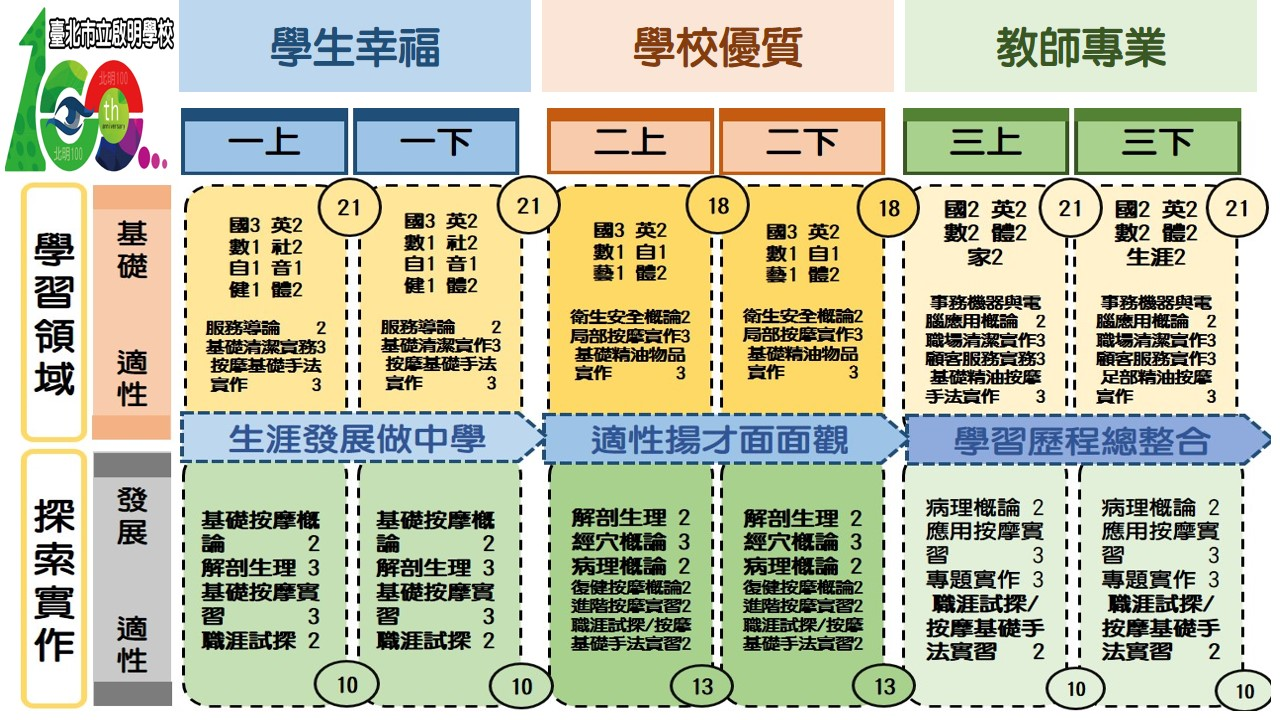 臺北市立啟明學校
北明100
th
anniversary
北明100
學生幸福
學校優質
教師專業
一上
一下
二上
二下
三上
三下
學習領域
基礎
適性
21
國3 英2
數1 社2
自1 音1
健1 體2
服務導論 2
基礎清潔實務3
按摩基礎手法
實作 3
21
國3 英2
數1 社2
自1 音1
健1 體2
服務導論 2
基礎清潔實作3
按摩基礎手法
實作 3
18
國3 英2
數1 自1
藝1 體2
衛生安全概論2
局部按摩實作3
基礎精油物品
實作 3
18
國3 英2
數1 自1
藝1 體2
衛生安全概論2
局部按摩實作3
基礎精油物品
實作 3
21
國2 英2
數2 體2
家2
事務機器與電
腦應用概論 2
職場清潔實作3
顧客服務實務3
基礎精油按摩
手法實作 3
21
國2 英2
數2 體2
生涯2
事務機器與電
腦應用概論 2
職場清潔實作3
顧客服務實作3
足部精油按摩
實作 3
生涯發展做中學
適性揚才面面觀
學習歷程總整合
探索實作
發展
適性
基礎按摩概
論 2
解剖生理 3
基礎按摩實
習 3
職涯試探 2
10
基礎按摩概
論 2
解剖生理 3
基礎按摩實
習 3
職涯試探 2
10
解剖生理 2
經穴概論 3
病理概論 2
復健按摩概論2
進階按摩實習2
職涯試探/按摩
基礎手法實習2
13
解剖生理 2
經穴概論 3
病理概論 2
復健按摩概論2
進階按摩實習2
職涯試探/按摩
基礎手法實習2
13
病理概論 2
應用按摩實
習 3
專題實作 3
職涯試探/
按摩基礎手
法實習 2
10
病理概論 2
應用按摩實
習 3
專題實作 3
職涯試探/
按摩基礎手
法實習 2
10